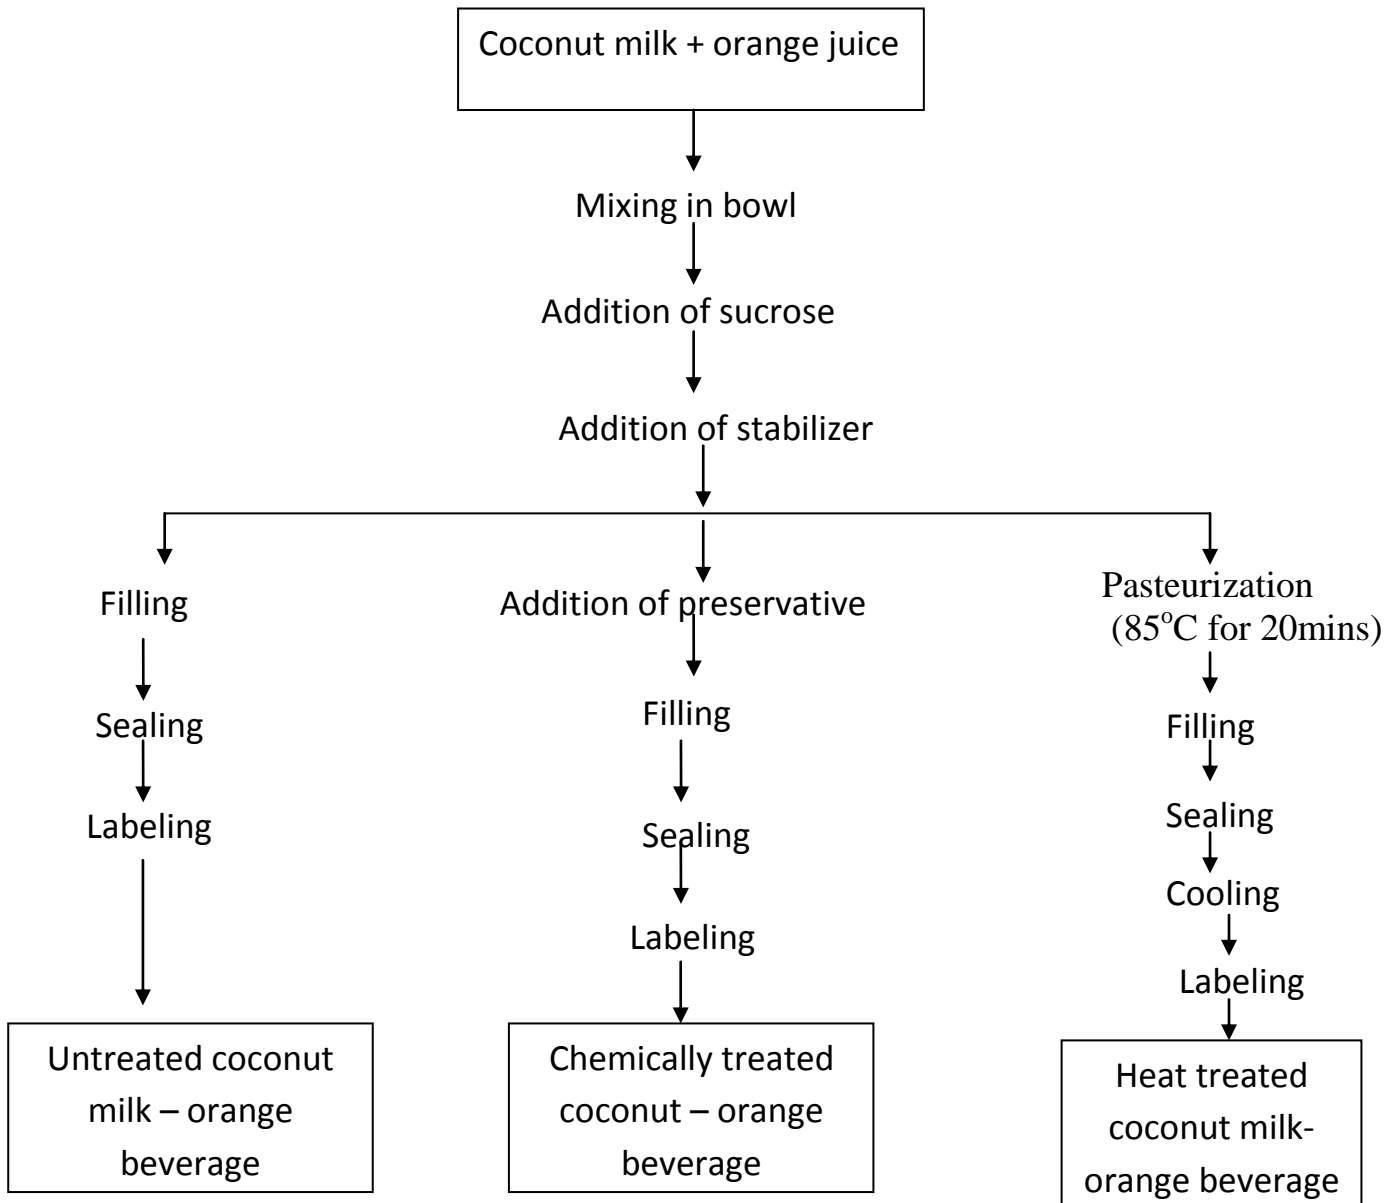 Coconut milk + orange juice
Mixing in bowl
Addition of sucrose
Addition of stabilizer
Filling
Sealing
Labeling
Untreated coconut
milk – orange
beverage
Addition of preservative
Filling
Sealing
Labeling
Chemically treated
coconut – orange
beverage
Pasteurization
(85°C for 20mins)
Filling
Sealing
Cooling
Labeling
Heat treated
coconut milk-
orange beverage